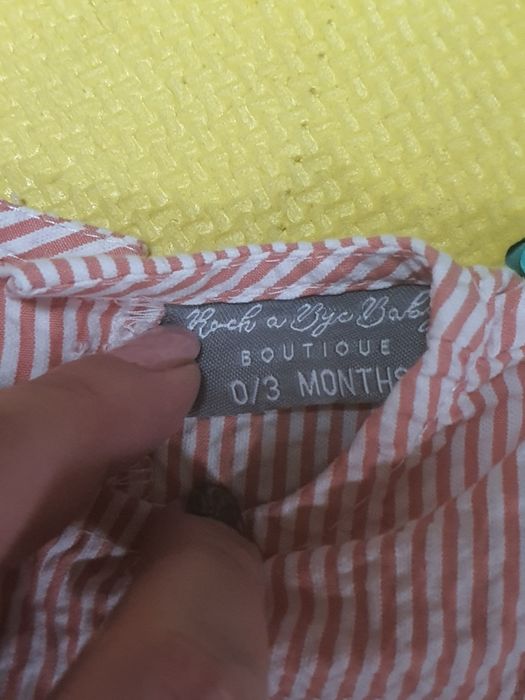 Rock a Bye Baby
BOUTIQUE
0/3 MONTHS